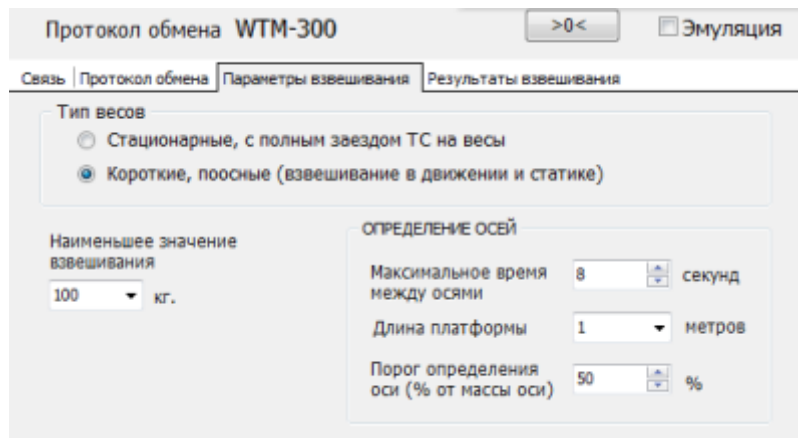 Протокол обмена WTM-300 >0< Эмуляция
Связь Протокол обмена Параметры взвешивания Результаты взвешивания
Тип весов
Стационарные, с полным заездом ТС на весы
Короткие, поосные (взвешивание в движении и статике)
Наименьшее значение
взвешивания
100 кг.
ОПРЕДЕЛЕНИЕ ОСЕЙ
Максимальное время
между осями
8 секунд
Длина платформы 1 метров
Порог определения
оси (% от массы оси)
50 %